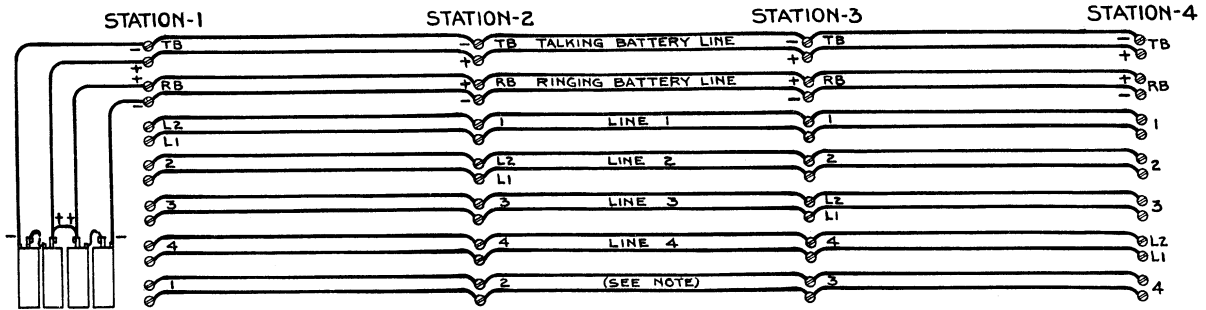 STATION-1 STATION-2 STATION-3 STATION-4
- TB - TB TALKING BATTERY LINE - TB - TB
+ + + +
+ RB + RB RINGING BATTERY LINE + RB + RB
- - - -
L2 1 LINE 1 1 1
L1
2 L2 LINE 2 2 2
L1
3 3 LINE 3 L2 3
L1
4 4 LINE 4 4 L2
L1
- + + -
1 2 (SEE NOTE) 3 4